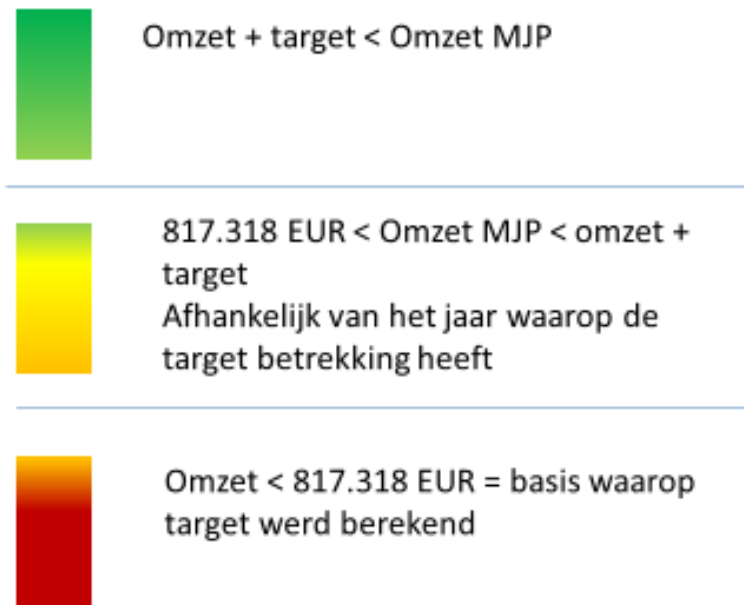 Omzet + target < Omzet MJP
817.318 EUR < Omzet MJP < omzet +
target
Afhankelijk van het jaar waarop de
target betrekking heeft
Omzet < 817.318 EUR = basis waarop
target werd berekend